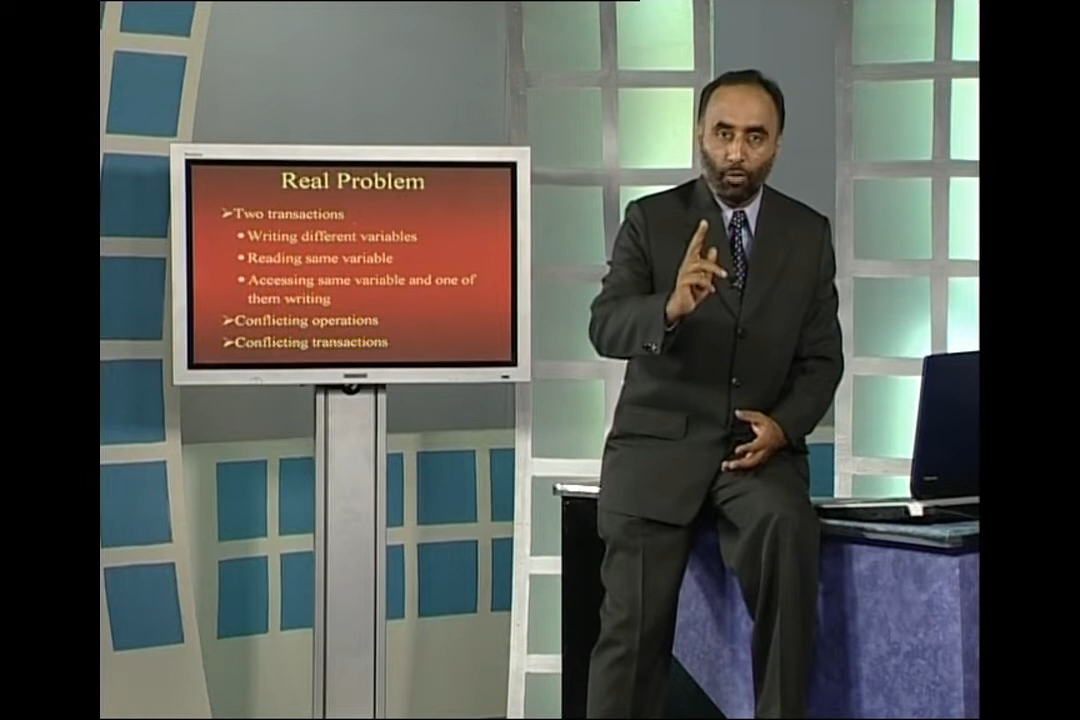 Real Problem
➢Two transactions
•Writing different variables
•Reading same variable
•Accessing same variable and one of
them writing
➢Conflicting operations
➢Conflicting transactions